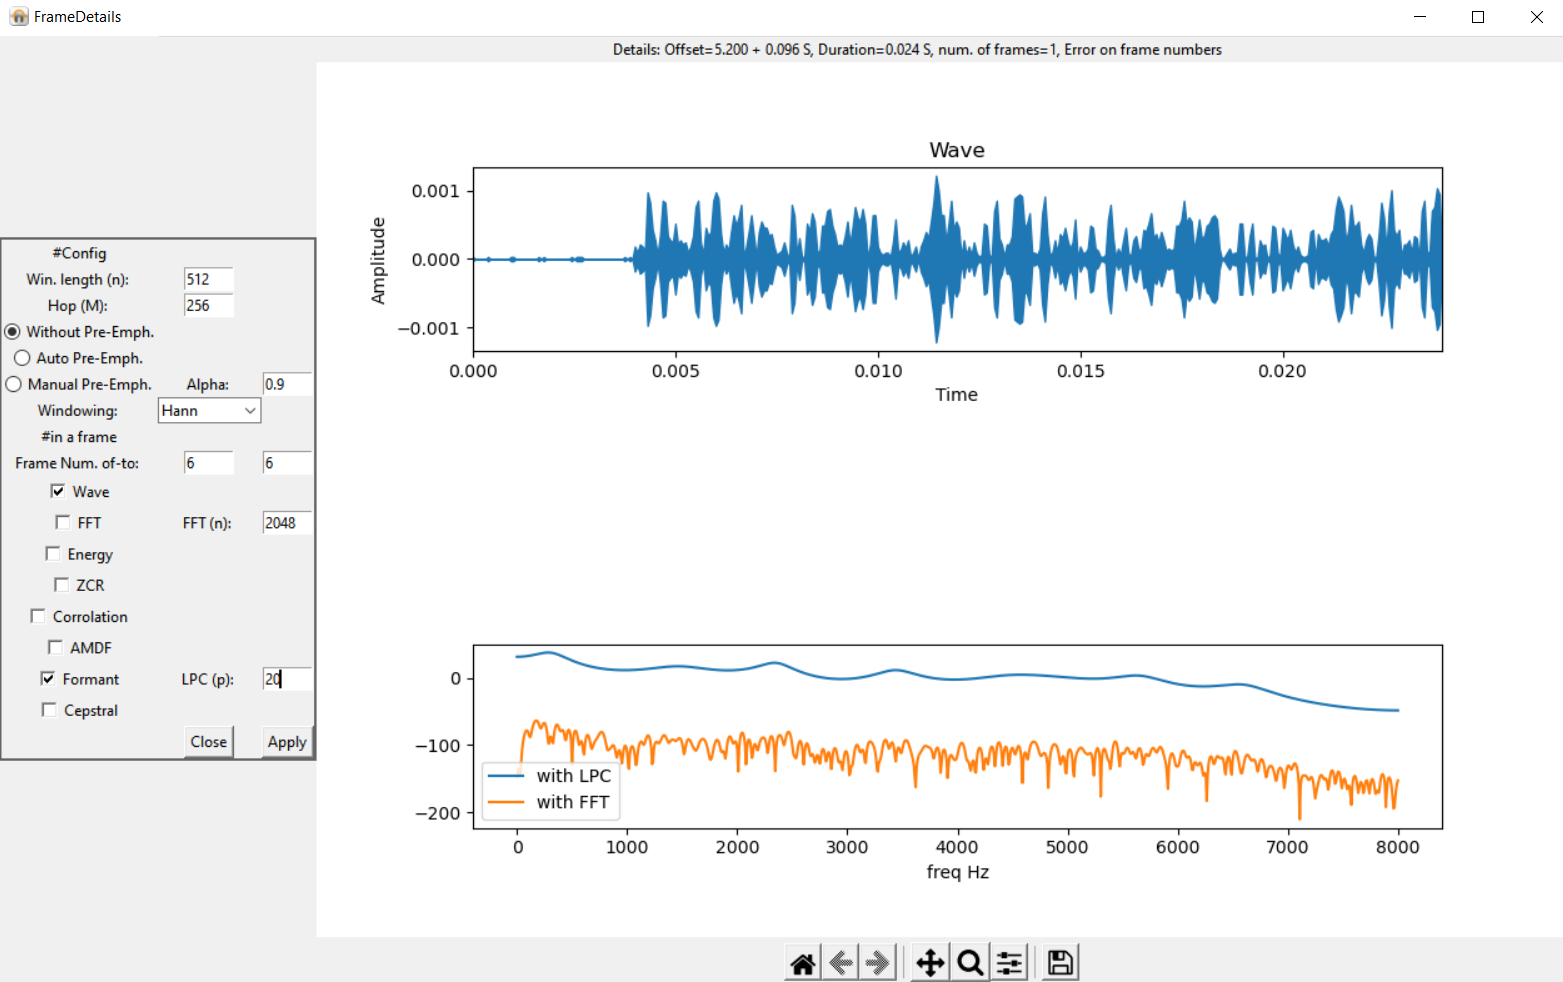 FrameDetails
Details: Offset=5.200 + 0.096 S, Duration=0.024 S, num. of frames=1, Error on frame numbers
#Config
Win. length (n): 512
Hop (M): 256
Without Pre-Emph.
Auto Pre-Emph.
Manual Pre-Emph. Alpha: 0.9
Windowing: Hann
#in a frame
Frame Num. of-to: 6 6
Wave
FFT FFT (n): 2048
Energy
ZCR
Corrolation
AMDF
Formant LPC (p): 20
Cepstral
Close Apply
Wave
Amplitude
0.001
0.000
−0.001
0.000 0.005 0.010 0.015 0.020
Time
0
−100
−200
with LPC
with FFT
0 1000 2000 3000 4000 5000 6000 7000 8000
freq Hz